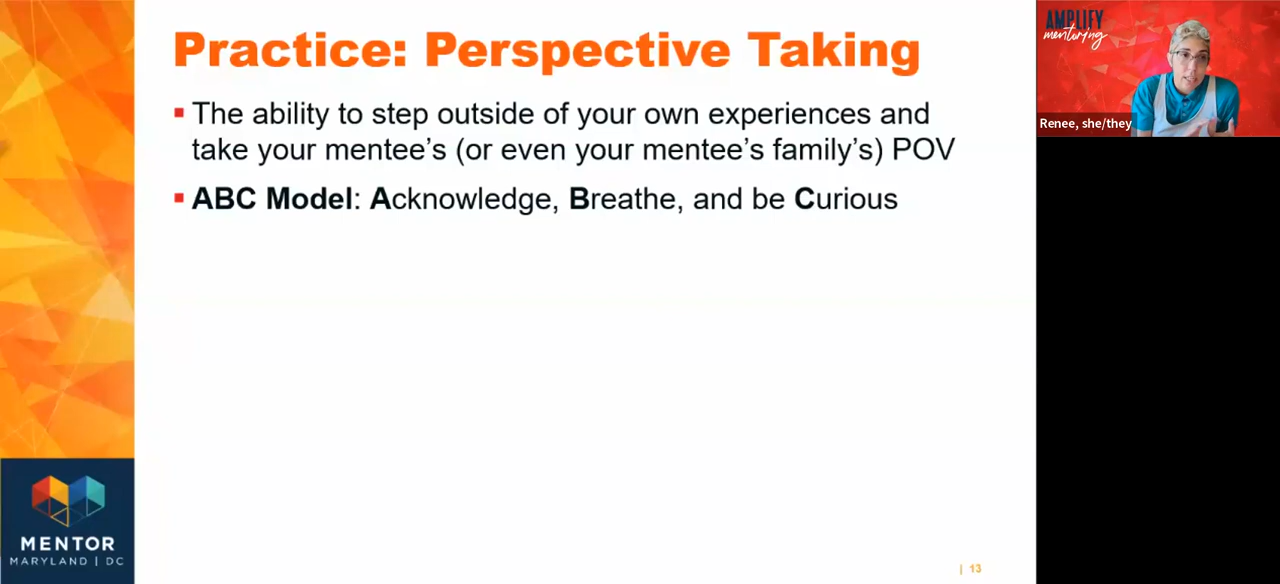 Practice: Perspective Taking
▪ The ability to step outside of your own experiences and
take your mentee’s (or even your mentee’s family’s) POV
▪ ABC Model: Acknowledge, Breathe, and be Curious
MENTOR
MARYLAND | DC
| 13
AMPLIFY
mentoring
Renee, she/they